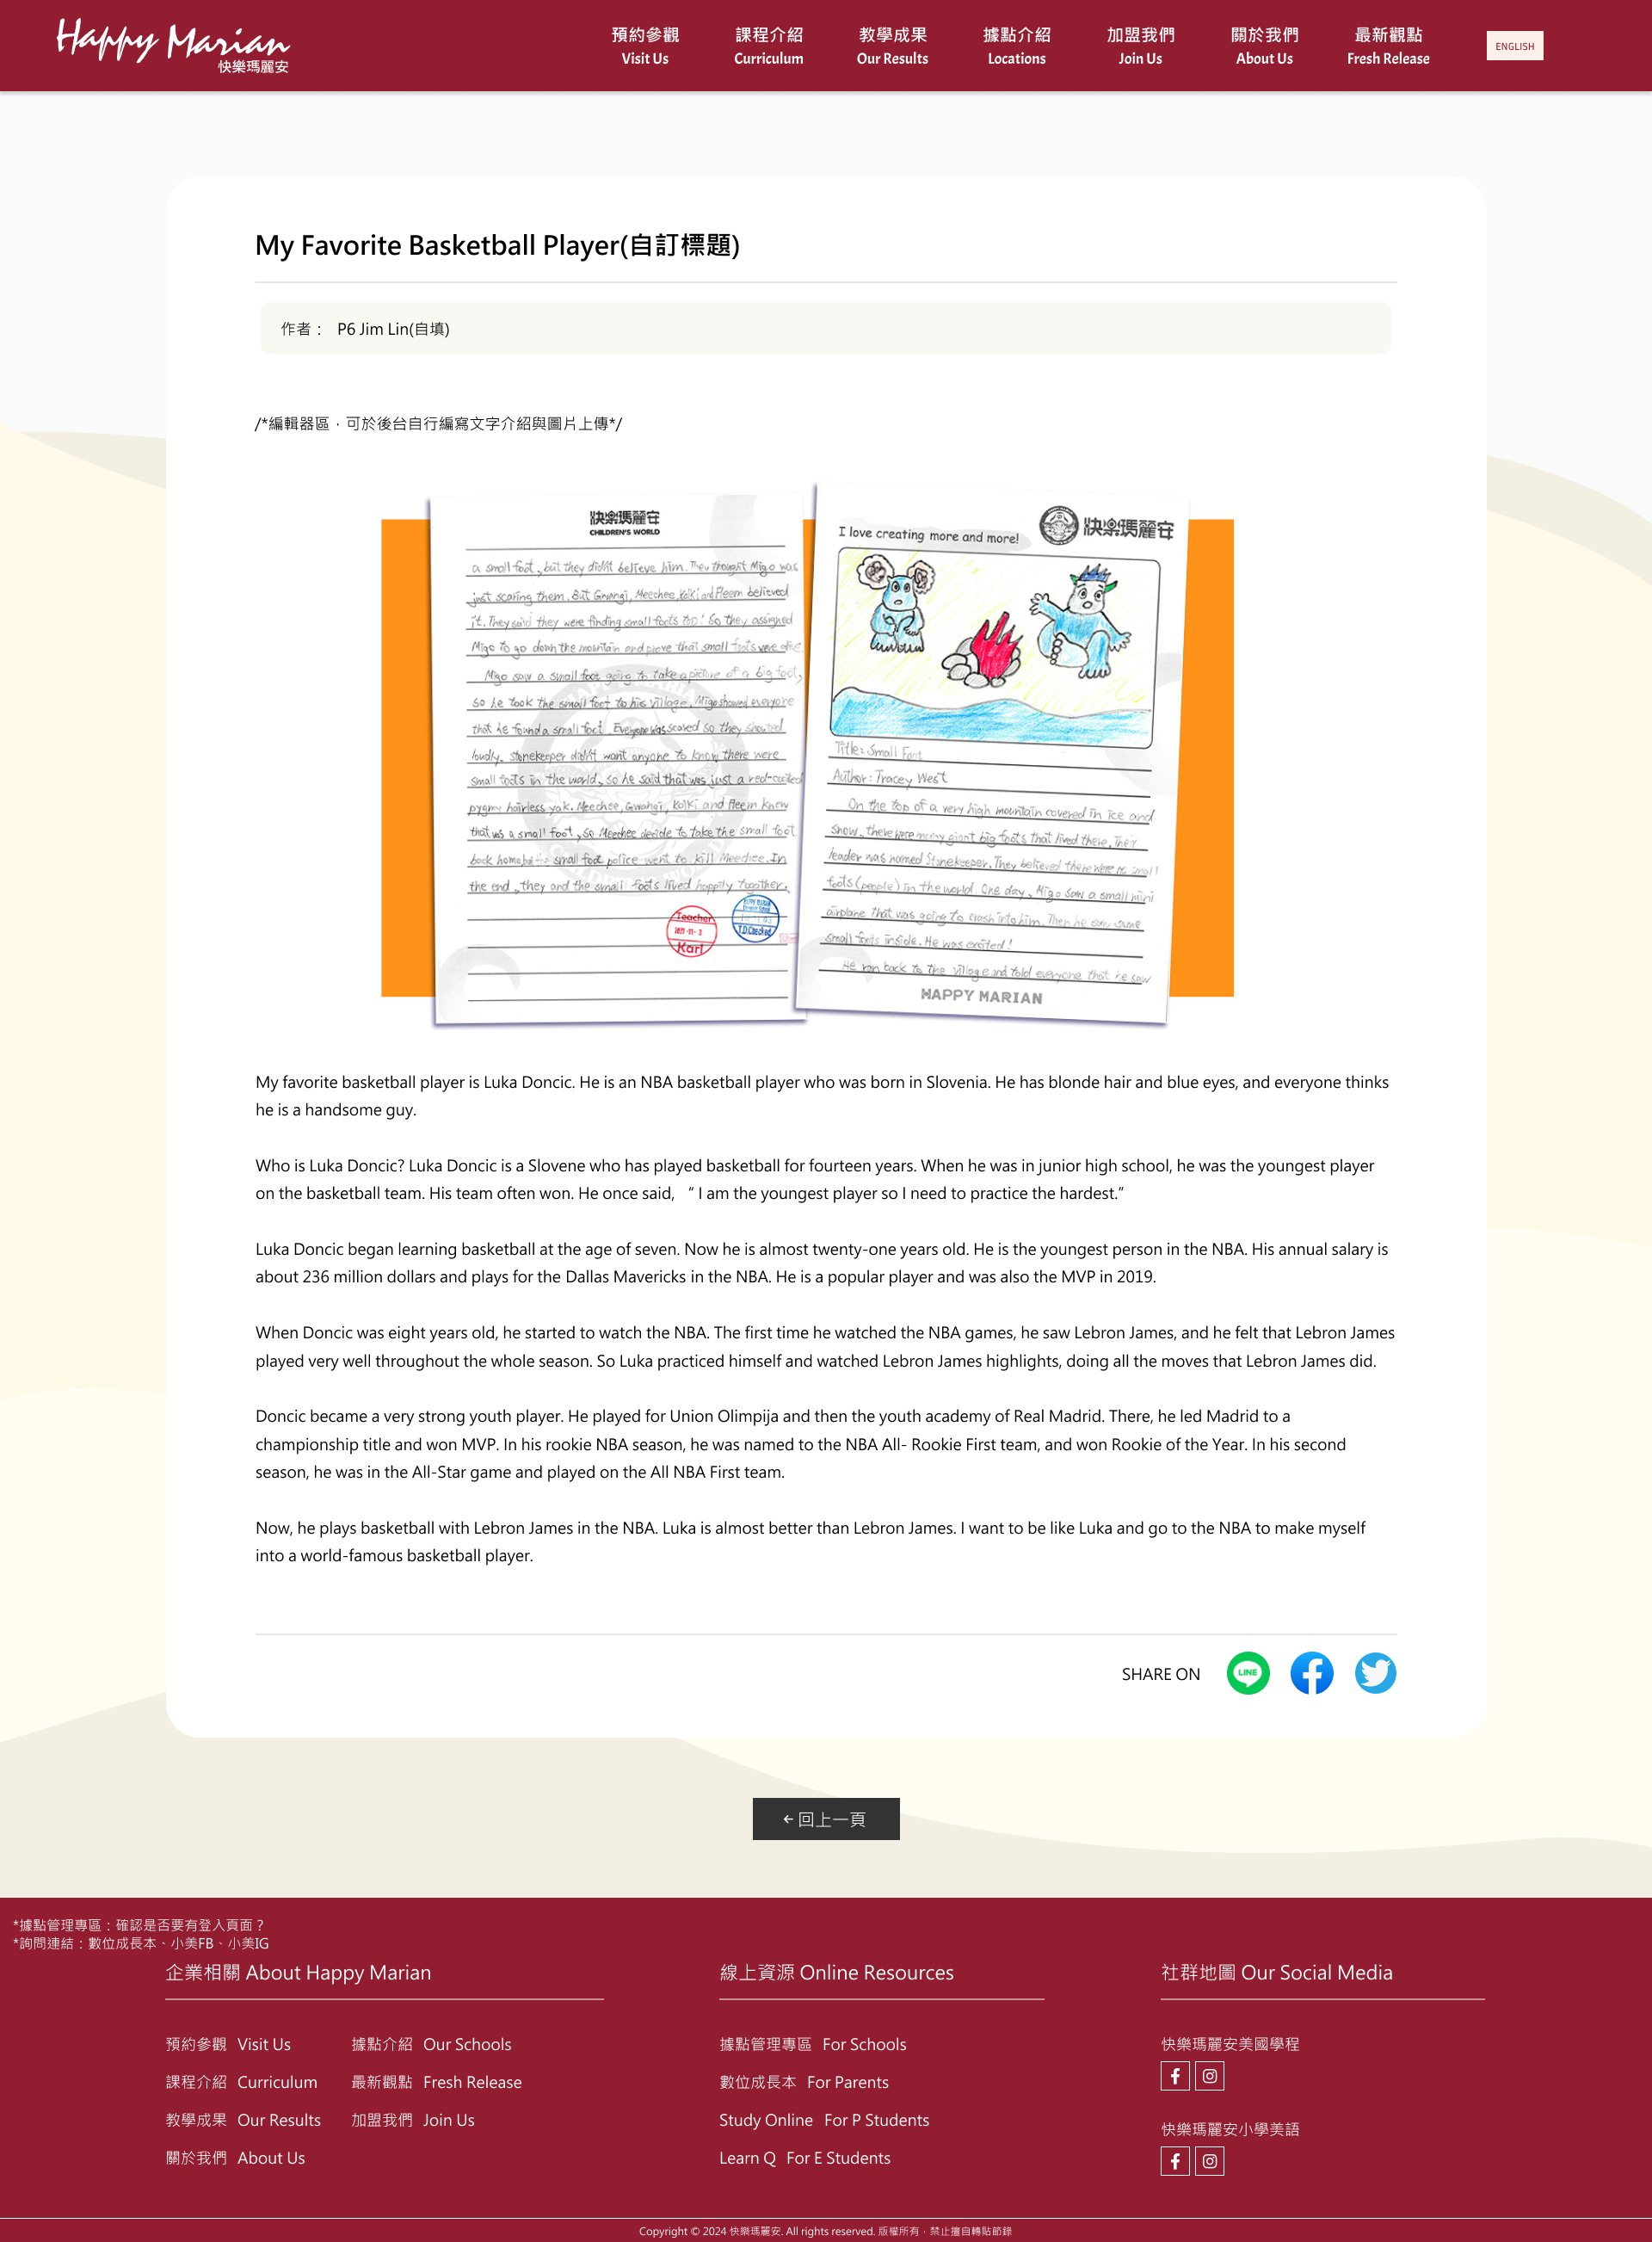 Happy Marian
快樂瑪麗安
預約參觀 課程介紹 教學成果 據點介紹 加盟我們 關於我們 最新觀點
Visit Us Curriculum Our Results Locations Join Us About Us Fresh Release
ENGLISH
My Favorite Basketball Player(自訂標題)
作者： P6 Jim Lin(自填)
/*編輯器區，可於後台自行編寫文字介紹與圖片上傳*/
快樂瑪麗安
CHILDREN'S WORLD
a small foot, but they didn't believe him. They thought Migo was
just scaring them. But Gwangi, Meechee, Kolki and Fleem believed
it. They said they were finding small foots too! So they assigned
Migo to go down the mountain and prove that small foots were alive
Migo saw a small foot going to take a picture of a big foot,
so he took the small foot to his village. Migo showed everyone
that he found a small foot. Everyone was scared so they shouted
loudly. Stonekeeper didn't want anyone to know there were
small foots in the world, so he said that was just a red-coated
pygmy hairless yak. Meechee, Gwangi, Kolki and Fleem knew
that was a small foot, so Meechee decide to take the small foot
back home, but small foot police went to kill Meechee. In
the end, they and the small foots lived happily together.
Teacher
2021-11-3
Karl
T.D.Checked
快樂瑪麗安
I love creating more and more!
Title: Small Foot
Author: Tracey West
On the top of a very high mountain covered in ice and
snow, there were many giant big foots that lived there. Their
leader was named Stonekeeper. They believed there were no small
foots (people) in the world. One day, Migo saw a small mini
airplane that was going to crash into him. Then he saw some
small foots inside. He was excited!
He ran back to the village and told everyone that he saw
HAPPY MARIAN
My favorite basketball player is Luka Doncic. He is an NBA basketball player who was born in Slovenia. He has blonde hair and blue eyes, and everyone thinks
he is a handsome guy.
Who is Luka Doncic? Luka Doncic is a Slovene who has played basketball for fourteen years. When he was in junior high school, he was the youngest player
on the basketball team. His team often won. He once said, “ I am the youngest player so I need to practice the hardest.”
Luka Doncic began learning basketball at the age of seven. Now he is almost twenty-one years old. He is the youngest person in the NBA. His annual salary is
about 236 million dollars and plays for the Dallas Mavericks in the NBA. He is a popular player and was also the MVP in 2019.
When Doncic was eight years old, he started to watch the NBA. The first time he watched the NBA games, he saw Lebron James, and he felt that Lebron James
played very well throughout the whole season. So Luka practiced himself and watched Lebron James highlights, doing all the moves that Lebron James did.
Doncic became a very strong youth player. He played for Union Olimpija and then the youth academy of Real Madrid. There, he led Madrid to a
championship title and won MVP. In his rookie NBA season, he was named to the NBA All- Rookie First team, and won Rookie of the Year. In his second
season, he was in the All-Star game and played on the All NBA First team.
Now, he plays basketball with Lebron James in the NBA. Luka is almost better than Lebron James. I want to be like Luka and go to the NBA to make myself
into a world-famous basketball player.
SHARE ON LINE
← 回上一頁
*據點管理專區：確認是否要有登入頁面？
*詢問連結：數位成長本、小美FB、小美IG
企業相關 About Happy Marian
預約參觀 Visit Us 據點介紹 Our Schools
課程介紹 Curriculum 最新觀點 Fresh Release
教學成果 Our Results 加盟我們 Join Us
關於我們 About Us
線上資源 Online Resources
據點管理專區 For Schools
數位成長本 For Parents
Study Online For P Students
Learn Q For E Students
社群地圖 Our Social Media
快樂瑪麗安美國學程
快樂瑪麗安小學美語
Copyright © 2024 快樂瑪麗安. All rights reserved. 版權所有，禁止擅自轉貼節錄